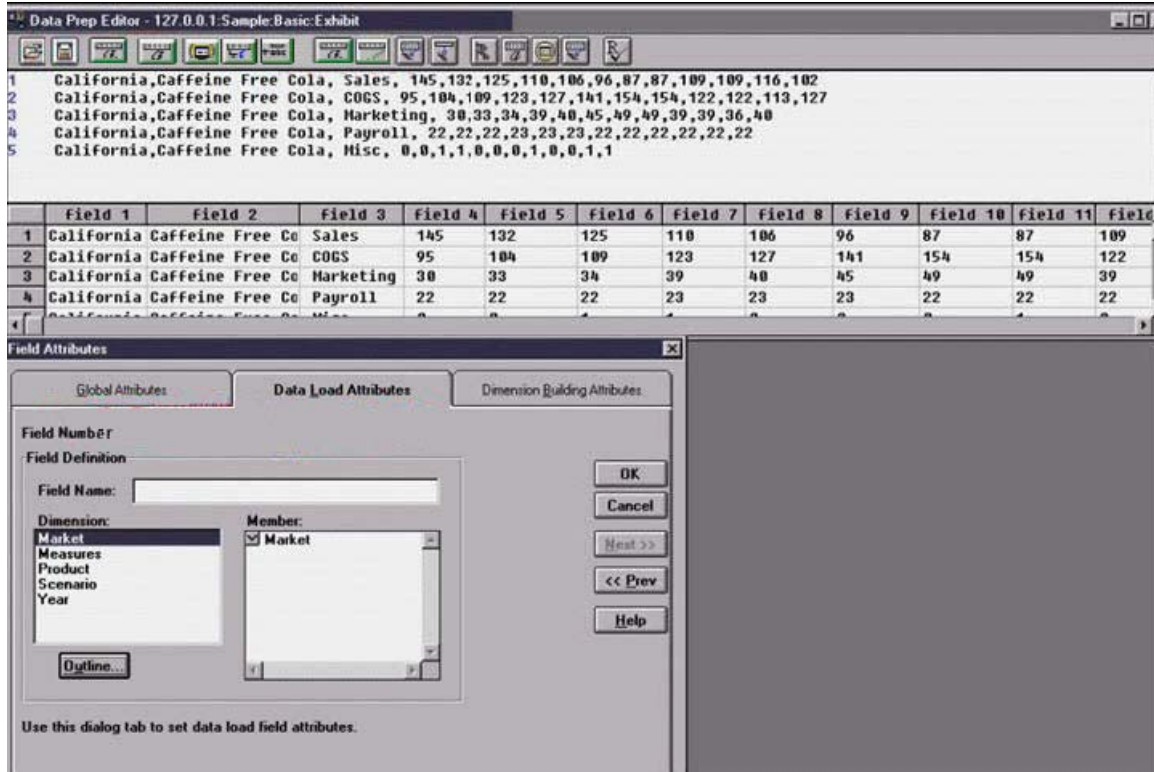 Data Prep Editor - 127.0.0.1:Sample:Basic:Exhibit
1 California,Caffeine Free Cola, Sales, 145,132,125,110,106,96,87,87,109,109,116,102
2 California,Caffeine Free Cola, COGS, 95,104,109,123,127,141,154,154,122,122,113,127
3 California,Caffeine Free Cola, Marketing, 30,33,34,39,40,45,49,49,39,39,36,40
4 California,Caffeine Free Cola, Payroll, 22,22,22,23,23,23,22,22,22,22,22,22
5 California,Caffeine Free Cola, Misc, 0,0,1,1,0,0,0,1,0,0,1,1
Field 1 Field 2 Field 3 Field 4 Field 5 Field 6 Field 7 Field 8 Field 9 Field 10 Field 11 Field
1 California Caffeine Free Co Sales 145 132 125 110 106 96 87 87 109
2 California Caffeine Free Co COGS 95 104 109 123 127 141 154 154 122
3 California Caffeine Free Co Marketing 30 33 34 39 40 45 49 49 39
4 California Caffeine Free Co Payroll 22 22 22 23 23 23 22 22 22
Field Attributes
Global Attributes Data Load Attributes Dimension Building Attributes
Field Number
Field Definition
Field Name:
Dimension: Member:
Market Market
Measures
Product
Scenario
Year
Outline...
OK
Cancel
Next >>
<< Prev
Help
Use this dialog tab to set data load field attributes.